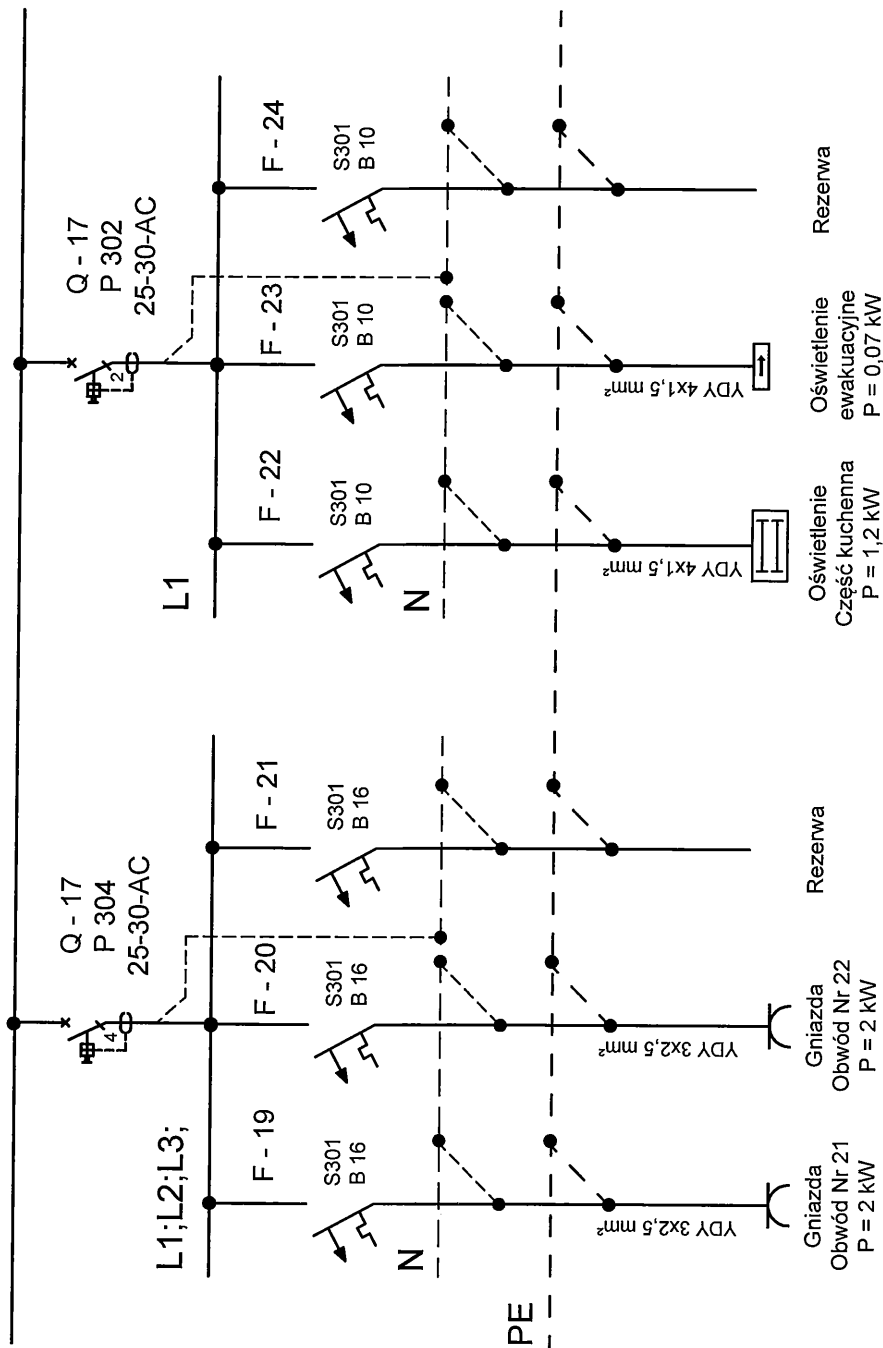 Q - 17
P 304
25-30-AC
4
L1;L2;L3;
F - 19
S301
B 16
F - 20
S301
B 16
F - 21
S301
B 16
N
PE
YDY 3x2,5 mm²
YDY 3x2,5 mm²
Gniazda
Obwód Nr 21
P = 2 kW
Gniazda
Obwód Nr 22
P = 2 kW
Rezerwa
Q - 17
P 302
25-30-AC
2
L1
F - 22
S301
B 10
F - 23
S301
B 10
F - 24
S301
B 10
N
YDY 4x1,5 mm²
YDY 4x1,5 mm²
Oświetlenie
Część kuchenna
P = 1,2 kW
Oświetlenie
ewakuacyjne
P = 0,07 kW
Rezerwa